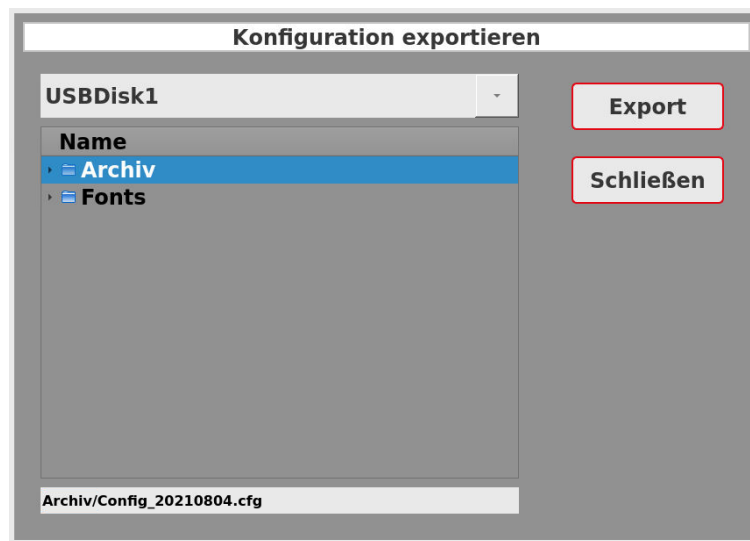 Konfiguration exportieren
USBDisk1
Export
Name
Archiv
Schließen
Fonts
Archiv/Config_20210804.cfg